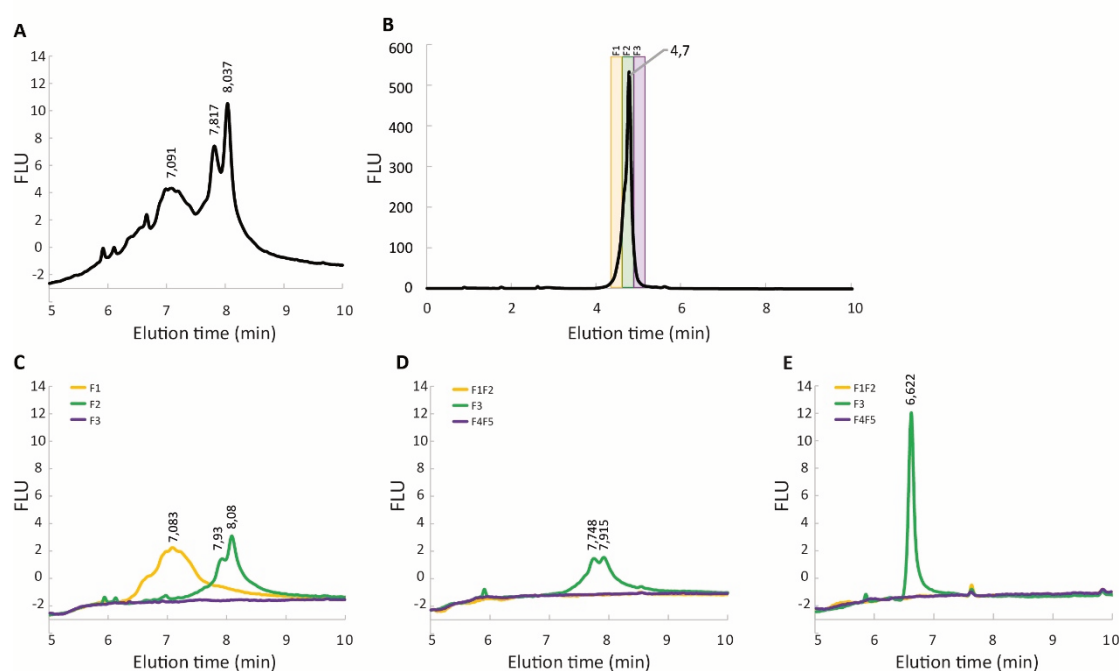 A
14
12
10
8
6
4
2
0
-2
FLU
7,091
7,817
8,037
5 6 7 8 9 10
Elution time (min)
B
600
500
400
300
200
100
0
FLU
F1 F2 F3
4,7
0 2 4 6 8 10
Elution time (min)
C
F1
F2
F3
14
12
10
8
6
4
2
0
-2
FLU
7,083
7,93
8,08
5 6 7 8 9 10
Elution time (min)
D
F1F2
F3
F4F5
14
12
10
8
6
4
2
0
-2
FLU
7,748
7,915
5 6 7 8 9 10
Elution time (min)
E
F1F2
F3
F4F5
14
12
10
8
6
4
2
0
-2
FLU
6,622
5 6 7 8 9 10
Elution time (min)